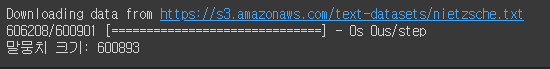 Downloading data from https://s3.amazonaws.com/text-datasets/nietzsche.txt
606208/600901 [==============================] - 0s 0us/step
말뭉치 크기: 600893